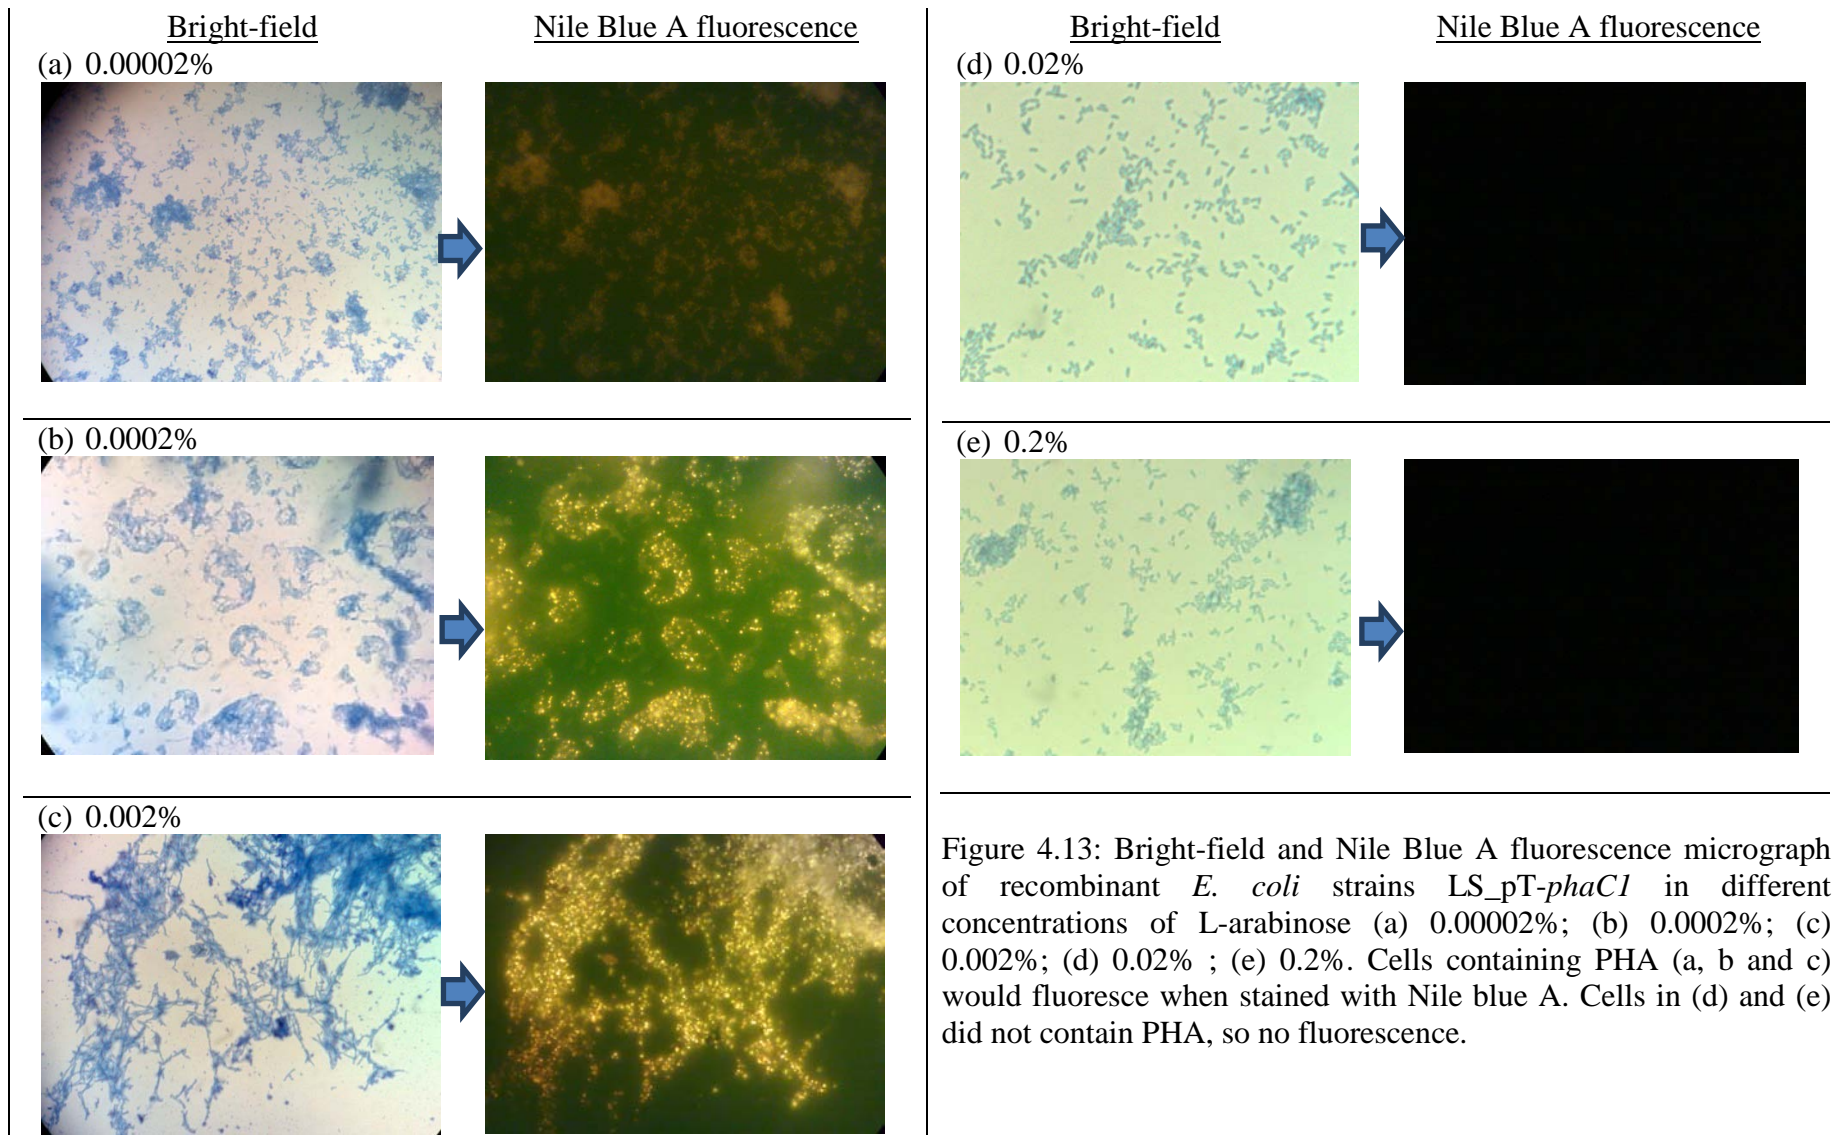 Bright-field
Nile Blue A fluorescence
(a) 0.00002%
(b) 0.0002%
(c) 0.002%
Bright-field
Nile Blue A fluorescence
(d) 0.02%
(e) 0.2%
Figure 4.13: Bright-field and Nile Blue A fluorescence micrograph
of recombinant E. coli strains LS_pT-phaC1 in different
concentrations of L-arabinose (a) 0.00002%; (b) 0.0002%; (c)
0.002%; (d) 0.02% ; (e) 0.2%. Cells containing PHA (a, b and c)
would fluoresce when stained with Nile blue A. Cells in (d) and (e)
did not contain PHA, so no fluorescence.